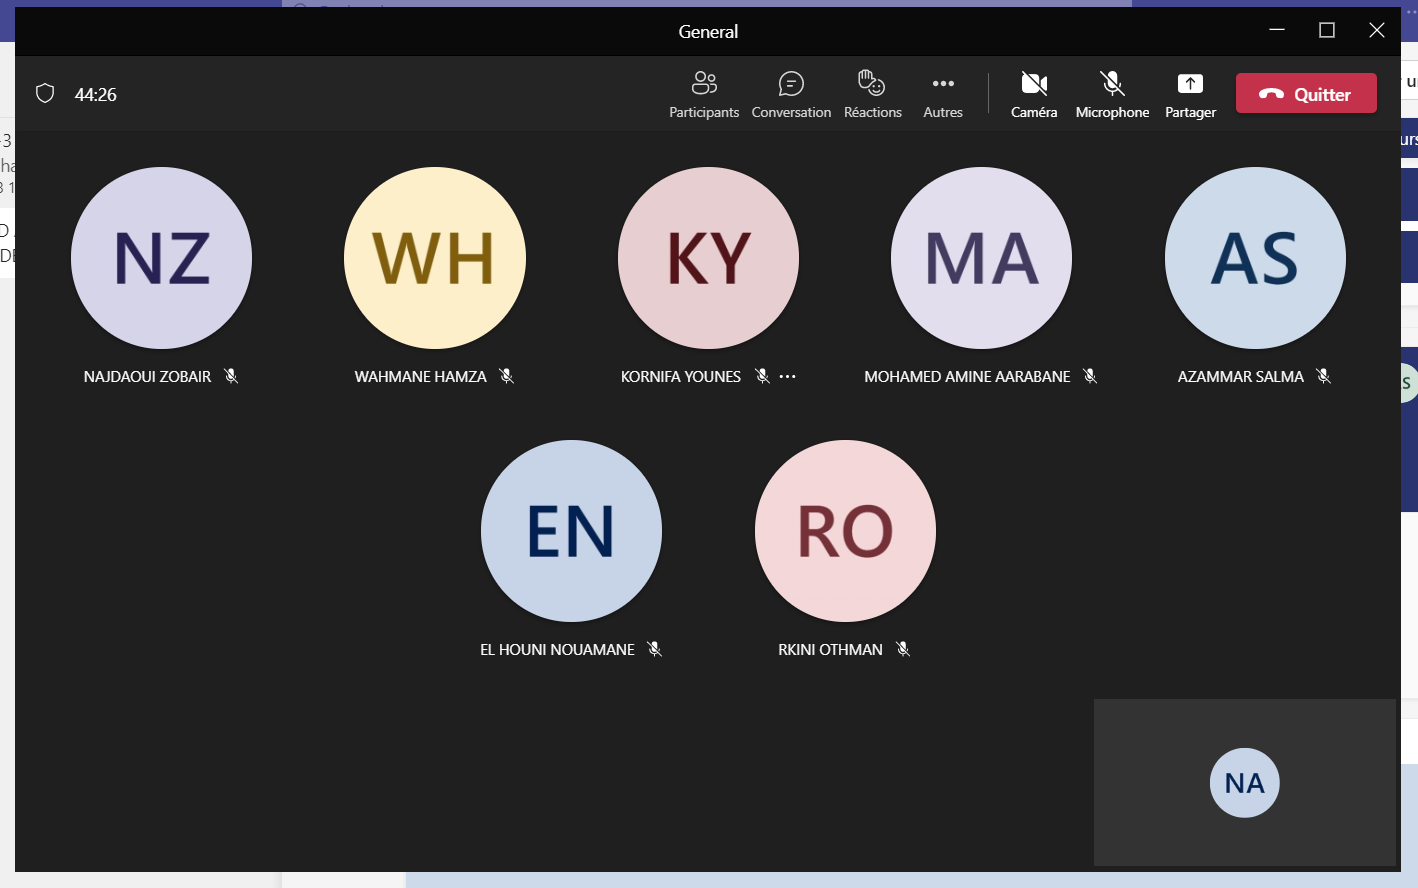 General
44:26
Participants Conversation Réactions Autres Caméra Microphone Partager Quitter
NZ WH KY MA AS
NAJDAOUI ZOBAIR WAHMANE HAMZA KORNIFA YOUNES MOHAMED AMINE AARABANE AZAMMAR SALMA
EN RO
EL HOUNI NOUAMANE RKINI OTHMAN
NA